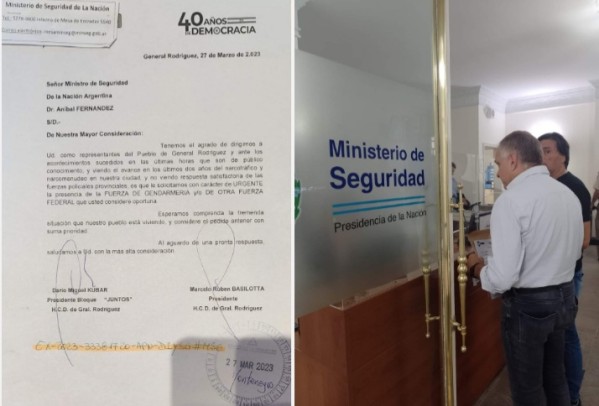 Ministerio de Seguridad de La Nación
40 AÑOS
DE DEMOCRACIA
General Rodríguez, 27 de Marzo de 2.023
Señor Ministro de Seguridad
De la Nación Argentina
Dr. Aníbal FERNANDEZ
S/D.-
De Nuestra Mayor Consideración:
Tenemos el agrado de dirigirnos a
Ud como representantes del Pueblo de General Rodríguez y ante los
acontecimientos sucedidos en las últimas horas que son de público
conocimiento, y viendo el avance en los últimos dos años del narcotráfico y
narcomenudeo en nuestra ciudad, y no viendo respuesta satisfactoria de las
fuerzas policiales provinciales, es que le solicitamos con carácter de URGENTE
la presencia de la FUERZA DE GENDARMERIA y/o DE OTRA FUERZA
FEDERAL que usted considere oportuna.
Esperamos comprenda la tremenda
situación que nuestro pueblo está viviendo, y considere el pedido anterior con
suma prioridad.
Al aguardo de una pronta respuesta,
saludamos a Ud. con la más alta consideración.
Darío Miguel KUBAR
Presidente Bloque "JUNTOS"
H.C.D. de Gral. Rodríguez
Marcelo Rubén BASILOTTA
Presidente
H.C.D. de Gral. Rodríguez
27 MAR 2023
Ministerio de
Seguridad
Presidencia de la Nación